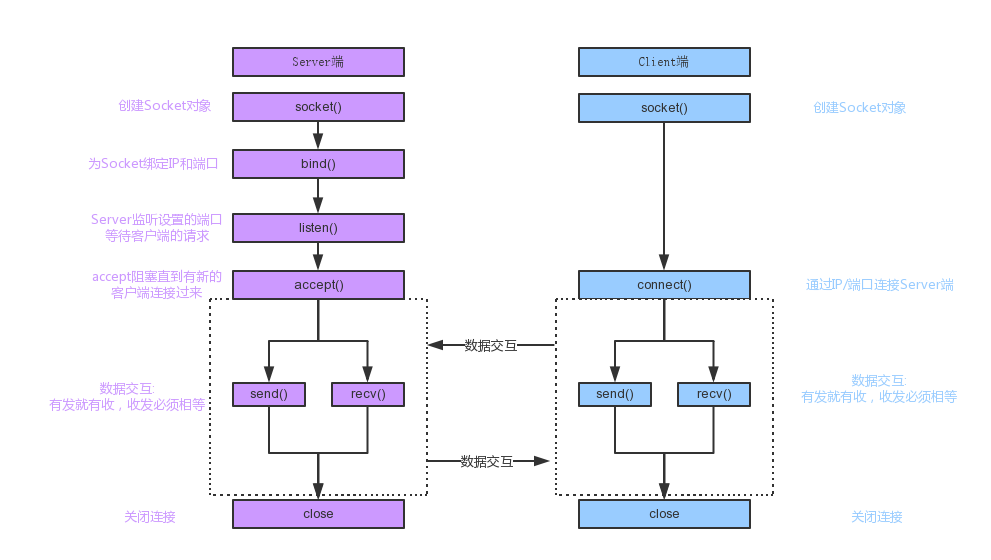 Server端
Client端
创建Socket对象
socket()
socket()
创建Socket对象
为Socket绑定IP和端口
bind()
Server监听设置的端口
等待客户端的请求
listen()
accept阻塞直到有新的
客户端连接过来
accept()
connect()
通过IP/端口连接Server端
数据交互
数据交互:
有发就有收，收发必须相等
send()
recv()
send()
recv()
数据交互:
有发就有收，收发必须相等
数据交互
关闭连接
close
close
关闭连接